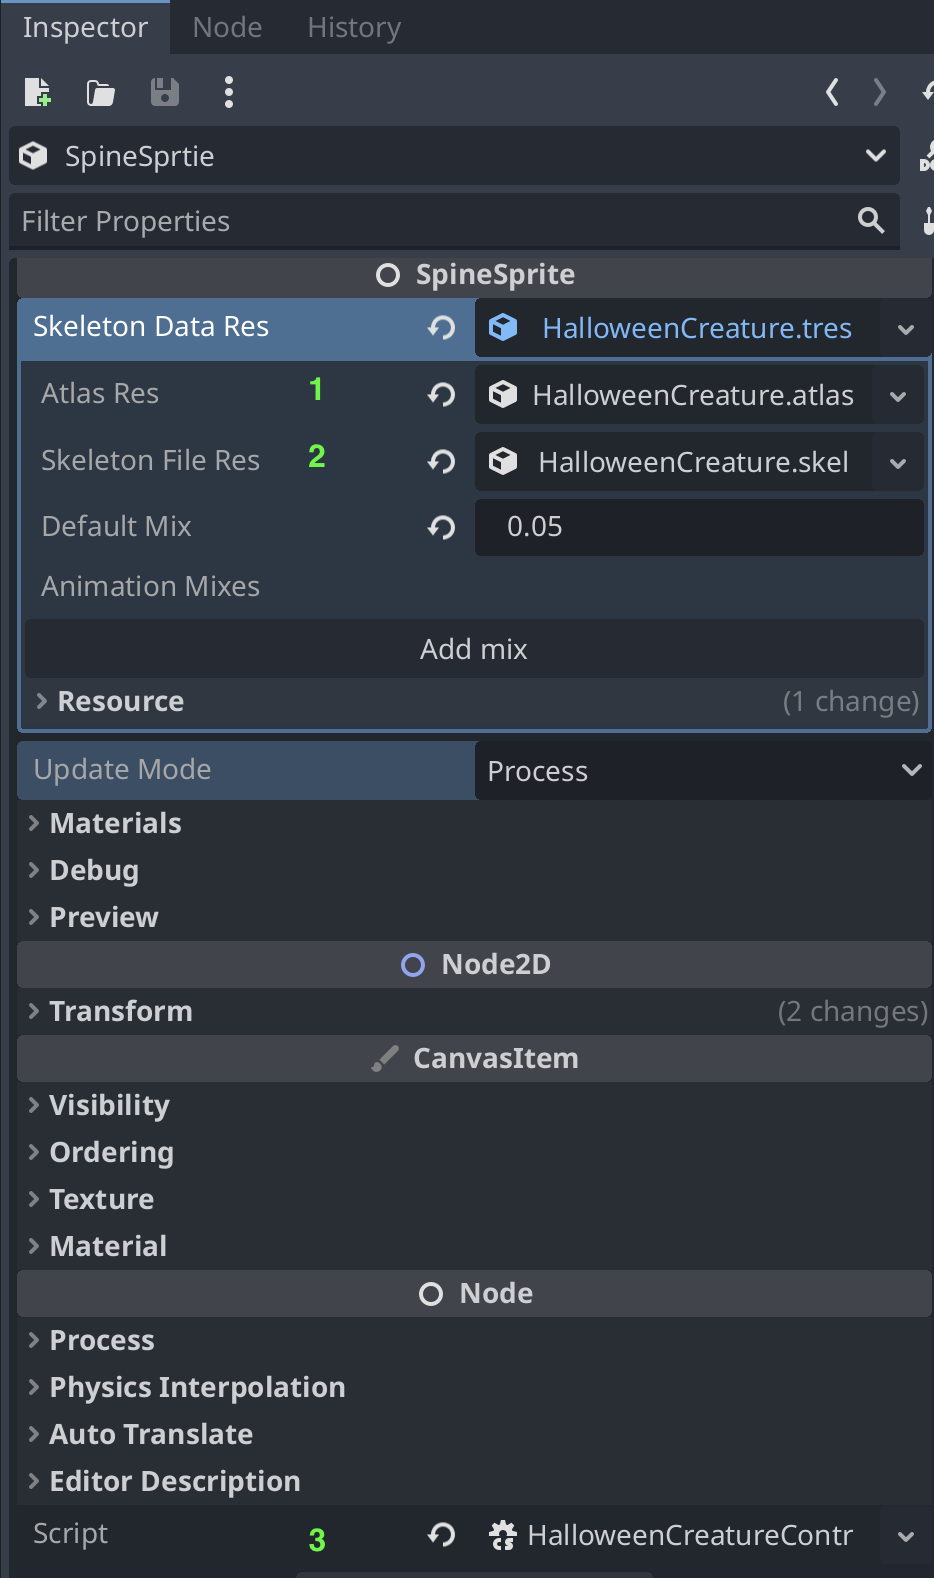 Inspector Node History
SpineSprtie
Filter Properties
SpineSprite
Skeleton Data Res HalloweenCreature.tres
Atlas Res 1 HalloweenCreature.atlas
Skeleton File Res 2 HalloweenCreature.skel
Default Mix 0.05
Animation Mixes
Add mix
Resource (1 change)
Update Mode Process
Materials
Debug
Preview
Node2D
Transform (2 changes)
CanvasItem
Visibility
Ordering
Texture
Material
Node
Process
Physics Interpolation
Auto Translate
Editor Description
Script 3 HalloweenCreatureContr